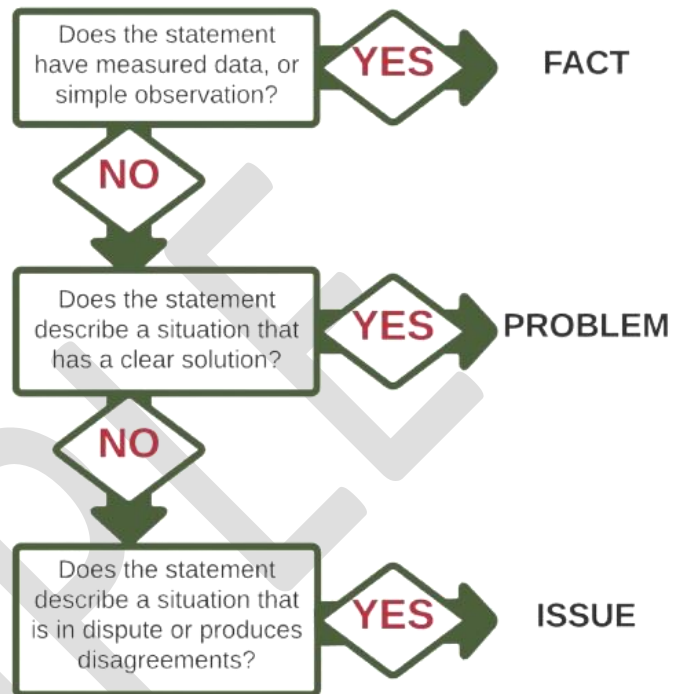 Does the statement
have measured data, or
simple observation?
YES
FACT
NO
Does the statement
describe a situation that
has a clear solution?
YES
PROBLEM
NO
Does the statement
describe a situation that
is in dispute or produces
disagreements?
YES
ISSUE